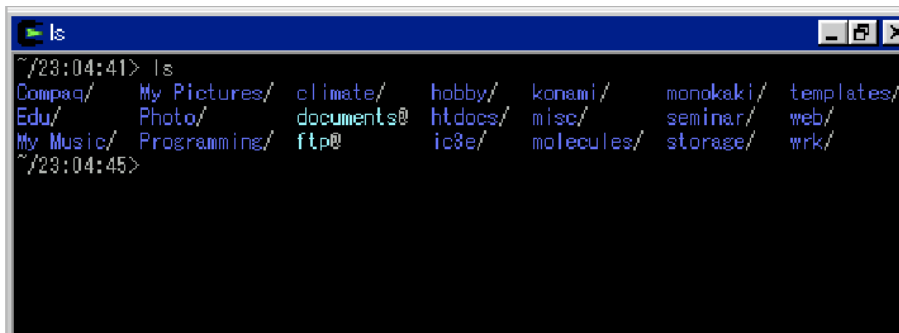 ls
~/23:04:41> ls
Compaq/ My Pictures/ climate/ hobby/ konami/ monokaki/ templates/
Edu/ Photo/ documents@ htdocs/ misc/ seminar/ web/
My Music/ Programming/ ftp@ ic3e/ molecules/ storage/ wrk/
~/23:04:45>